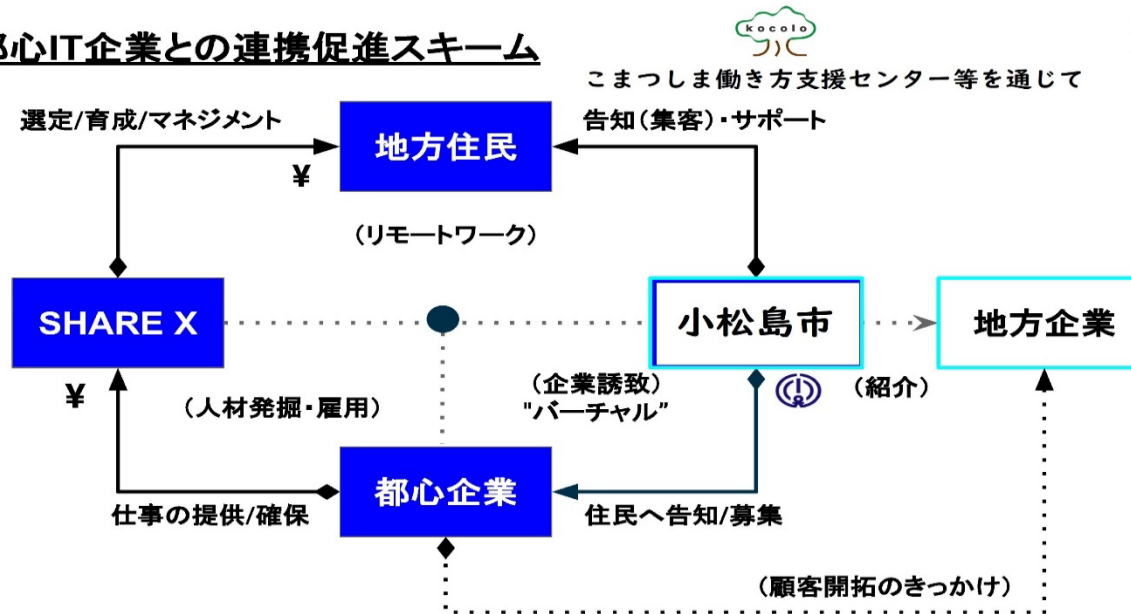 心IT企業との連携促進スキーム
kocolo
こまつしま働き方支援センター等を通じて
選定/育成/マネジメント
地方住民
告知(集客)・サポート
¥
(リモートワーク)
SHARE X
小松島市
地方企業
¥
(人材発掘・雇用)
(企業誘致)
"バーチャル"
(紹介)
都心企業
仕事の提供/確保
住民へ告知/募集
(顧客開拓のきっかけ)